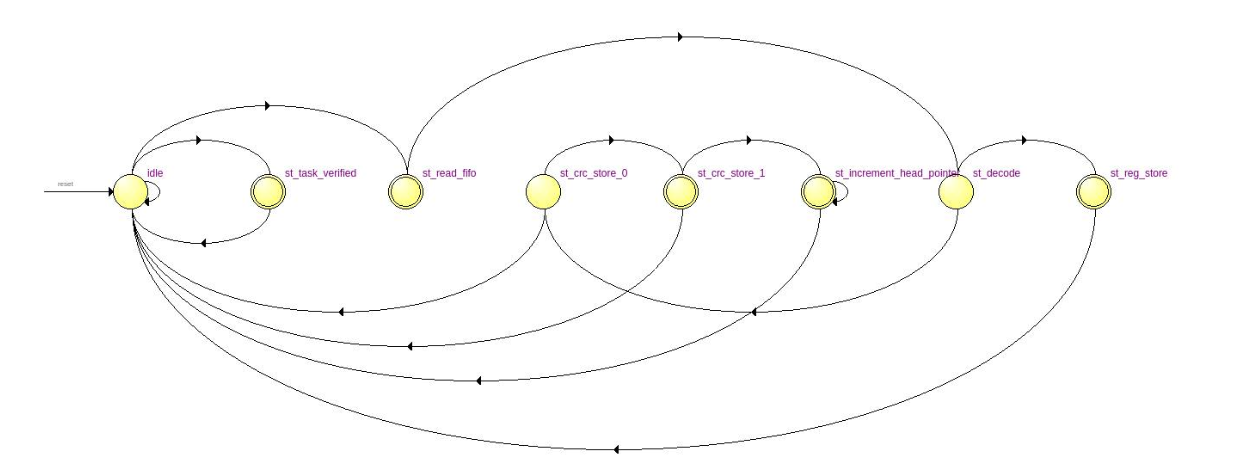 reset
idle
st_task_verified
st_read_fifo
st_crc_store_0
st_crc_store_1
st_increment_head_pointer
st_decode
st_reg_store